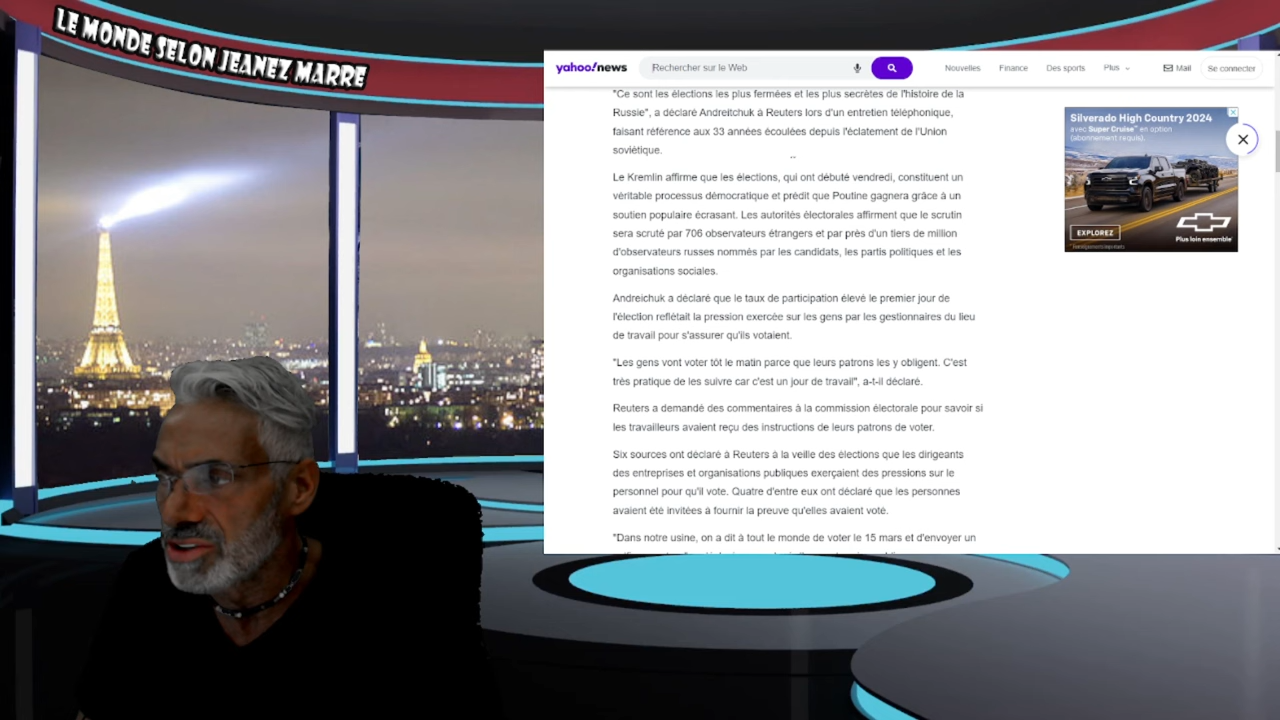 LE MONDE SELON JEANEZ MARRE
yahoo!news
Rechercher sur le Web
Nouvelles
Finance
Des sports
Plus
Mail
Se connecter
"Ce sont les élections les plus fermées et les plus secrètes de l'histoire de la
Russie", a déclaré Andreïtchuk à Reuters lors d'un entretien téléphonique,
faisant référence aux 33 années écoulées depuis l'éclatement de l'Union
soviétique.
Le Kremlin affirme que les élections, qui ont débuté vendredi, constituent un
véritable processus démocratique et prédit que Poutine gagnera grâce à un
soutien populaire écrasant. Les autorités électorales affirment que le scrutin
sera scruté par 706 observateurs étrangers et par près d'un tiers de million
d'observateurs russes nommés par les candidats, les partis politiques et les
organisations sociales.
Andreichuk a déclaré que le taux de participation élevé le premier jour de
l'élection reflétait la pression exercée sur les gens par les gestionnaires du lieu
de travail pour s'assurer qu'ils votaient.
"Les gens vont voter tôt le matin parce que leurs patrons les y obligent. C'est
très pratique de les suivre car c'est un jour de travail", a-t-il déclaré.
Reuters a demandé des commentaires à la commission électorale pour savoir si
les travailleurs avaient reçu des instructions de leurs patrons de voter.
Six sources ont déclaré à Reuters à la veille des élections que les dirigeants
des entreprises et organisations publiques exerçaient des pressions sur le
personnel pour qu'il vote. Quatre d'entre eux ont déclaré que les personnes
avaient été invitées à fournir la preuve qu'elles avaient voté.
"Dans notre usine, on a dit à tout le monde de voter le 15 mars et d'envoyer un
Silverado High Country 2024
avec Super Cruise™ en option
(abonnement requis).
EXPLOREZ
Plus loin ensemble